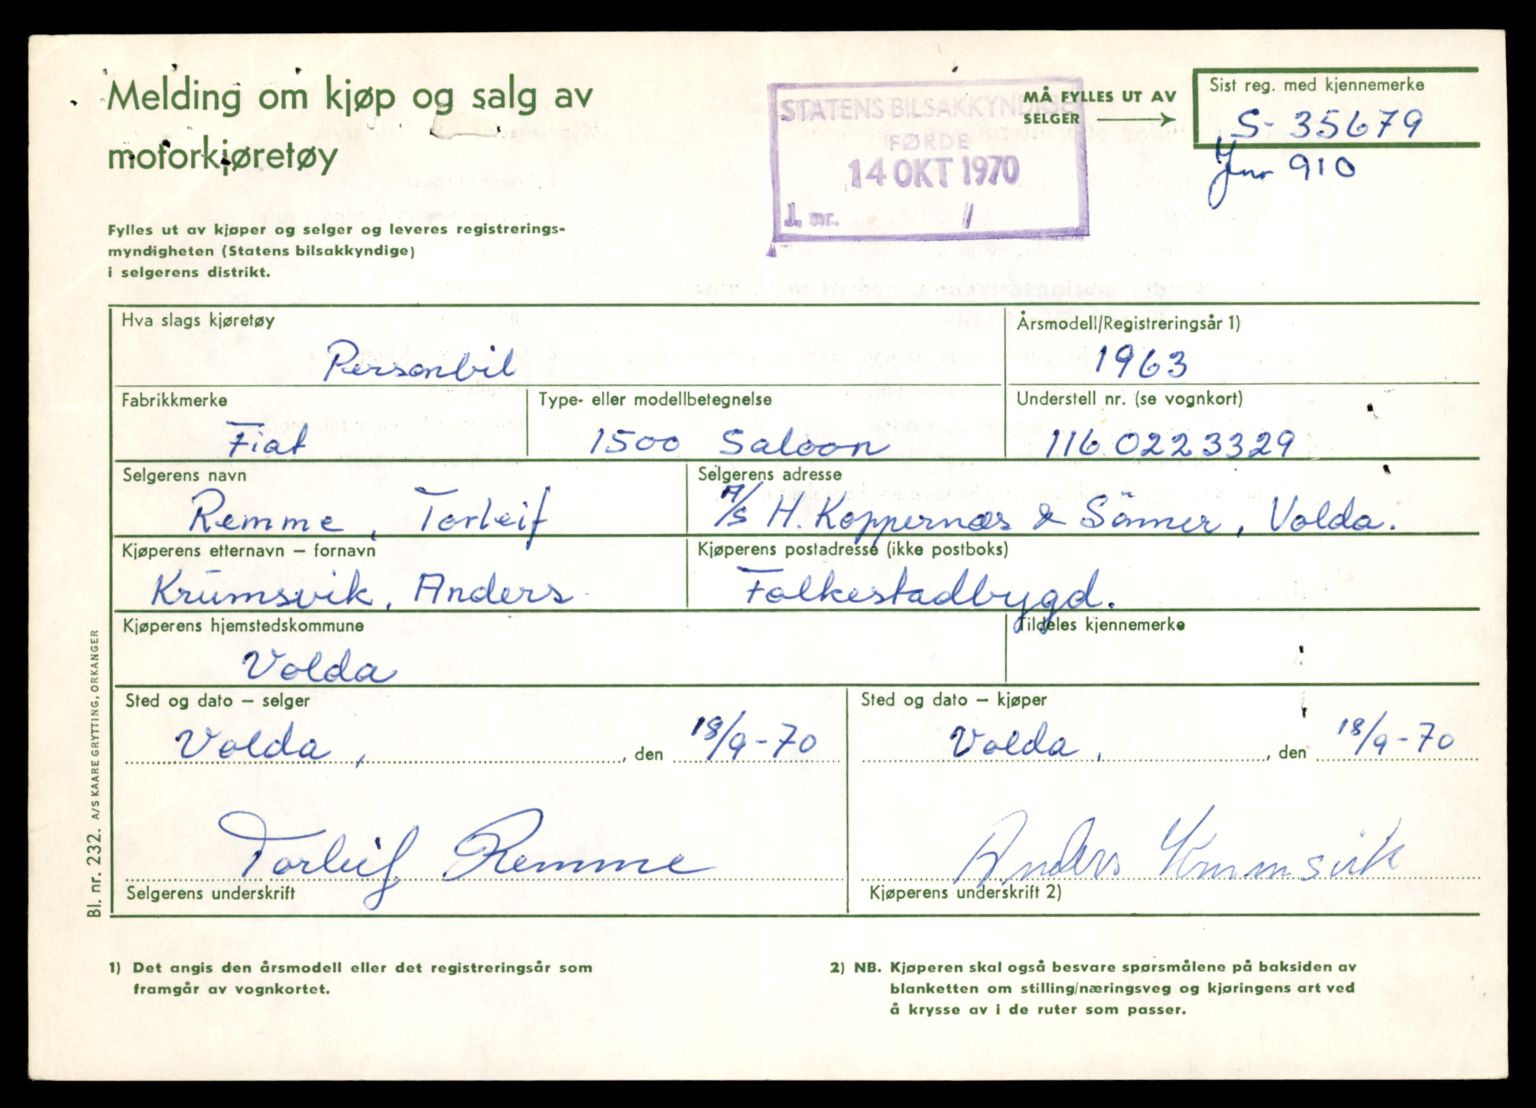 Melding om kjøp og salg av
motorkjøretøy
Fylles ut av kjøper og selger og leveres registrerings-
myndigheten (Statens bilsakkyndige)
i selgerens distrikt.
STATENS BILSAKKYNDIGE
FØRDE
14 OKT 1970
J. nr. /
MÅ FYLLES UT AV
SELGER
Sist reg. med kjennemerke
S- 35679
Jnr 910
Hva slags kjøretøy
Personbil
Årsmodell/Registreringsår 1)
1963
Fabrikkmerke
Fiat
Type- eller modellbetegnelse
1500 Saloon
Understell nr. (se vognkort)
116 0223329
Selgerens navn
Remme, Torleif
Selgerens adresse
A/S H. Koppernæs & Sönner, Volda.
Kjøperens etternavn – fornavn
Krumsvik, Anders
Kjøperens postadresse (ikke postboks)
Folkestadbygd.
Kjøperens hjemstedskommune
Volda
Tildeles kjennemerke
Sted og dato – selger
Volda, , den 18/9-70
Sted og dato – kjøper
Volda, , den 18/9-70
Torleif Remme
Selgerens underskrift
Anders Krumsvik
Kjøperens underskrift 2)
Bl. nr. 232. A/S KAARE GRYTTING, ORKANGER
1) Det angis den årsmodell eller det registreringsår som
framgår av vognkortet.
2) NB. Kjøperen skal også besvare spørsmålene på baksiden av
blanketten om stilling/næringsveg og kjøringens art ved
å krysse av i de ruter som passer.